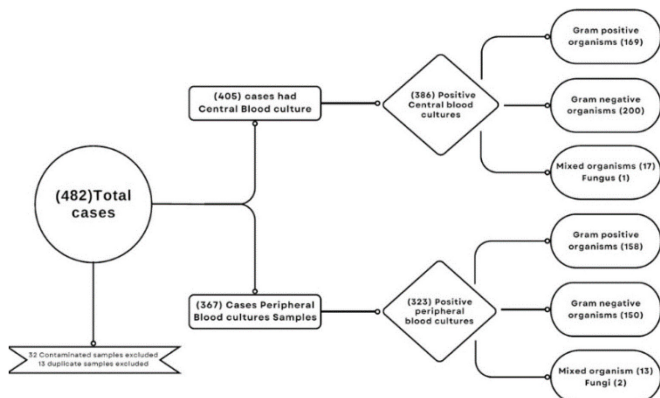 (482)Total
cases
32 Contaminated samples excluded
13 duplicate samples excluded
(405) cases had
Central Blood culture
(386) Positive
Central blood
cultures
Gram positive
organisms (169)
Gram negative
organisms (200)
Mixed organisms (17)
Fungus (1)
(367) Cases Peripheral
Blood cultures Samples
(323) Positive
peripheral
blood cultures
Gram positive
organisms (158)
Gram negative
organisms (150)
Mixed organism (13)
Fungi (2)